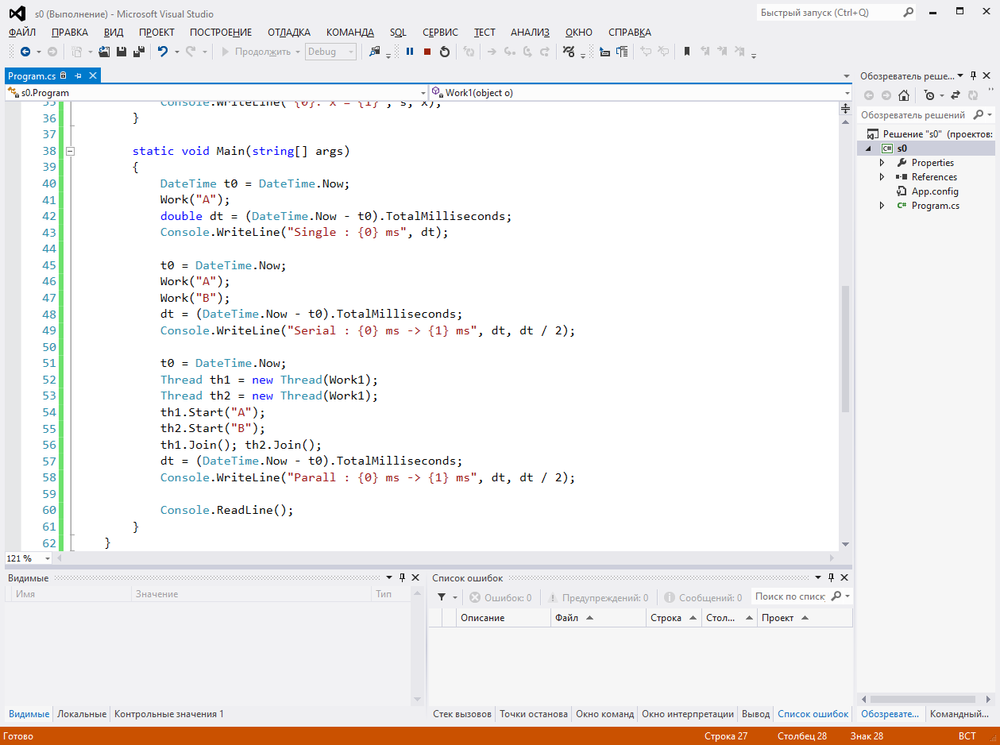 s0 (Выполнение) - Microsoft Visual Studio
Быстрый запуск (Ctrl+Q)
ФАЙЛ ПРАВКА ВИД ПРОЕКТ ПОСТРОЕНИЕ ОТЛАДКА КОМАНДА SQL СЕРВИС ТЕСТ АНАЛИЗ ОКНО СПРАВКА
Продолжить Debug
Program.cs
s0.Program Work1(object o)
35 Console.WriteLine("{0}: x = {1}", s, x);
36 }
37
38 static void Main(string[] args)
39 {
40 DateTime t0 = DateTime.Now;
41 Work("A");
42 double dt = (DateTime.Now - t0).TotalMilliseconds;
43 Console.WriteLine("Single : {0} ms", dt);
44
45 t0 = DateTime.Now;
46 Work("A");
47 Work("B");
48 dt = (DateTime.Now - t0).TotalMilliseconds;
49 Console.WriteLine("Serial : {0} ms -> {1} ms", dt, dt / 2);
50
51 t0 = DateTime.Now;
52 Thread th1 = new Thread(Work1);
53 Thread th2 = new Thread(Work1);
54 th1.Start("A");
55 th2.Start("B");
56 th1.Join(); th2.Join();
57 dt = (DateTime.Now - t0).TotalMilliseconds;
58 Console.WriteLine("Parall : {0} ms -> {1} ms", dt, dt / 2);
59
60 Console.ReadLine();
61 }
62 }
121 %
Обозреватель реше...
Обозреватель решений
Решение "s0" (проектов:
C# s0
Properties
References
App.config
C# Program.cs
Видимые
Имя Значение Тип
Список ошибок
Ошибок: 0 Предупреждений: 0 Сообщений: 0 Поиск по списк
Описание Файл Строка Стол... Проект
Видимые Локальные Контрольные значения 1
Стек вызовов Точки останова Окно команд Окно интерпретации Вывод Список ошибок
Обозревате... Командный...
Готово Строка 27 Столбец 28 Знак 28 ВСТ